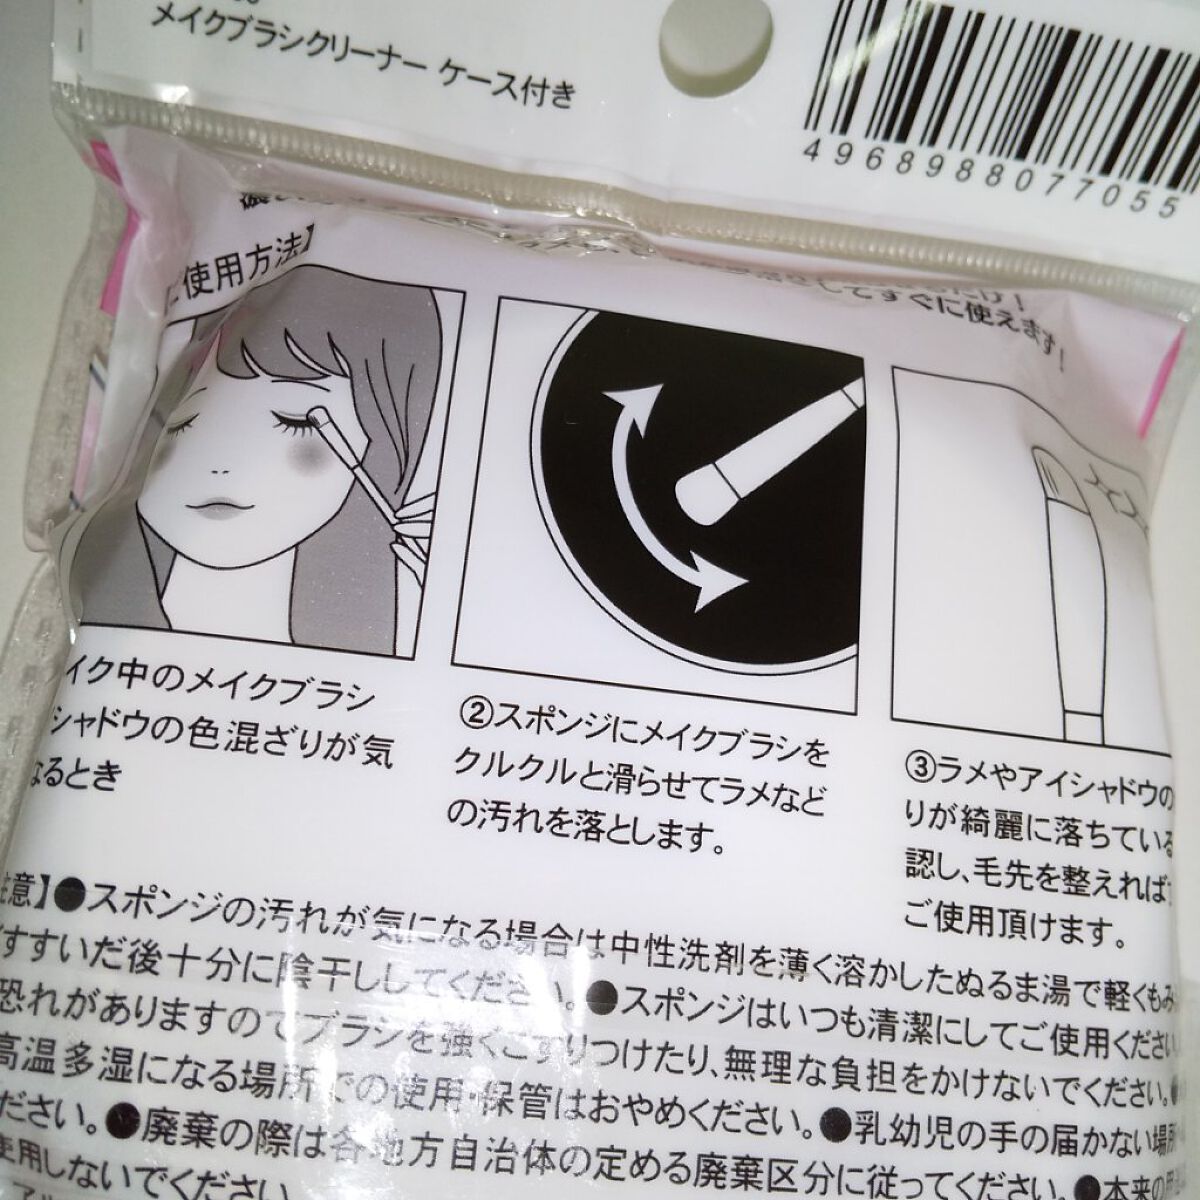 メイクブラシクリーナー ケース付き
4968988077055
ご使用方法】
してすぐに使えます!
イク中のメイクブラシ
シャドウの色混ざりが気
なるとき
②スポンジにメイクブラシを
クルクルと滑らせてラメなど
の汚れを落とします。
③ラメやアイシャドウの
りが綺麗に落ちている
認し、毛先を整えれば
ご使用頂けます。
注意】●スポンジの汚れが気になる場合は中性洗剤を薄く溶かしたぬるま湯で軽くもみ
すすいだ後十分に陰干ししてください。●スポンジはいつも清潔にしてご使用ください
恐れがありますのでブラシを強くこすりつけたり、無理な負担をかけないでください。
高温多湿になる場所での使用・保管はおやめください。●乳幼児の手の届かない場所
ださい。●廃棄の際は各地方自治体の定める廃棄区分に従ってください。●本来の用
使用しないでください。